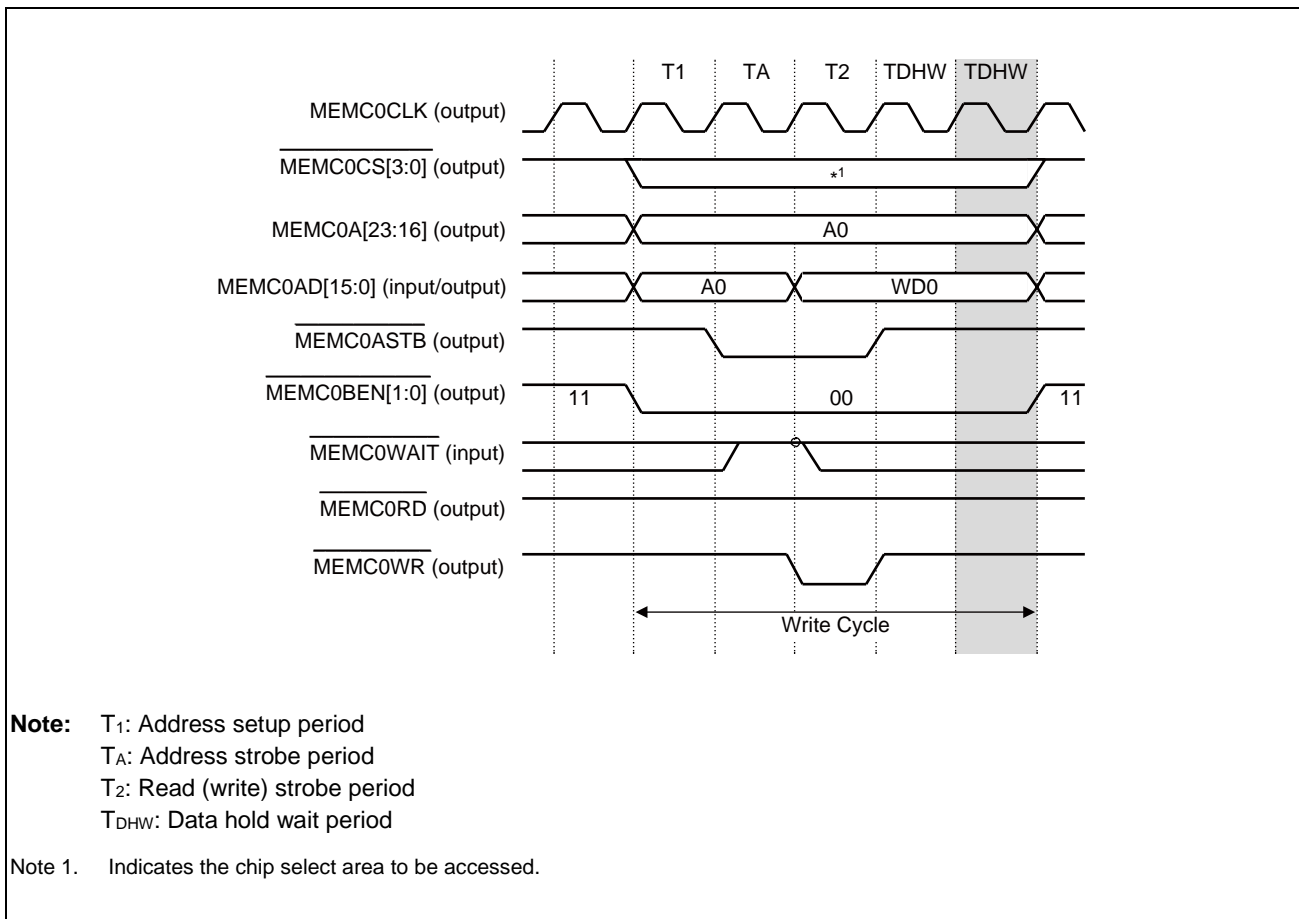 T1 TA T2 TDHW TDHW
MEMC0CLK (output)
MEMC0CS[3:0] (output) *1
MEMC0A[23:16] (output) A0
MEMC0AD[15:0] (input/output) A0 WD0
MEMC0ASTB (output)
MEMC0BEN[1:0] (output) 11 00 11
MEMC0WAIT (input)
MEMC0RD (output)
MEMC0WR (output)
Write Cycle
Note: T1: Address setup period
TA: Address strobe period
T2: Read (write) strobe period
TDHW: Data hold wait period
Note 1. Indicates the chip select area to be accessed.